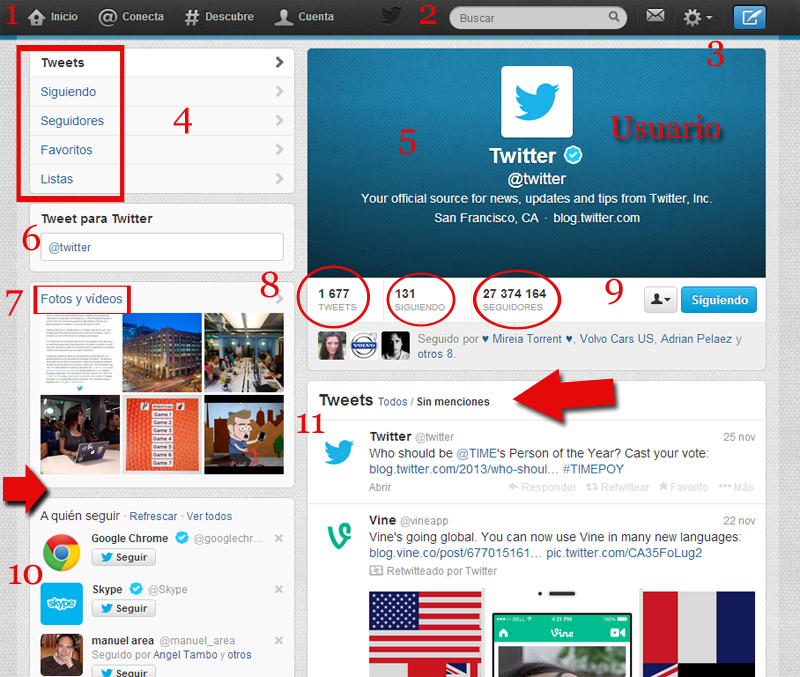 1 Inicio @ Conecta # Descubre Cuenta 2 Buscar
3
Tweets
Siguiendo
Seguidores
Favoritos
Listas
4
5
Usuario
Twitter
@twitter
Your official source for news, updates and tips from Twitter, Inc.
San Francisco, CA · blog.twitter.com
Tweet para Twitter
6 @twitter
7 Fotos y vídeos
8
1 677
TWEETS
131
SIGUIENDO
27 374 164
SEGUIDORES
9
Siguiendo
Seguido por ♥ Mireia Torrent ♥, Volvo Cars US, Adrian Pelaez y
otros 8.
VOLVO
Game 1
Game 2
Game 3
Game 4
Game 5
Game 6
Game 7
Tweets Todos / Sin menciones
11
Twitter @twitter 25 nov
Who should be @TIME's Person of the Year? Cast your vote:
blog.twitter.com/2013/who-shoul… #TIMEPOY
Abrir Responder Retwittear Favorito Más
Vine @vineapp 22 nov
Vine's going global. You can now use Vine in many new languages:
blog.vine.co/post/677015161… pic.twitter.com/CA35FoLug2
Retwitteado por Twitter
4:21 PM
Vine
A quién seguir · Refrescar · Ver todos
10
Google Chrome @googlechr…
Seguir
skype
Skype @Skype
Seguir
manuel area @manuel_area
Seguido por Angel Tambo y otros
Seguir